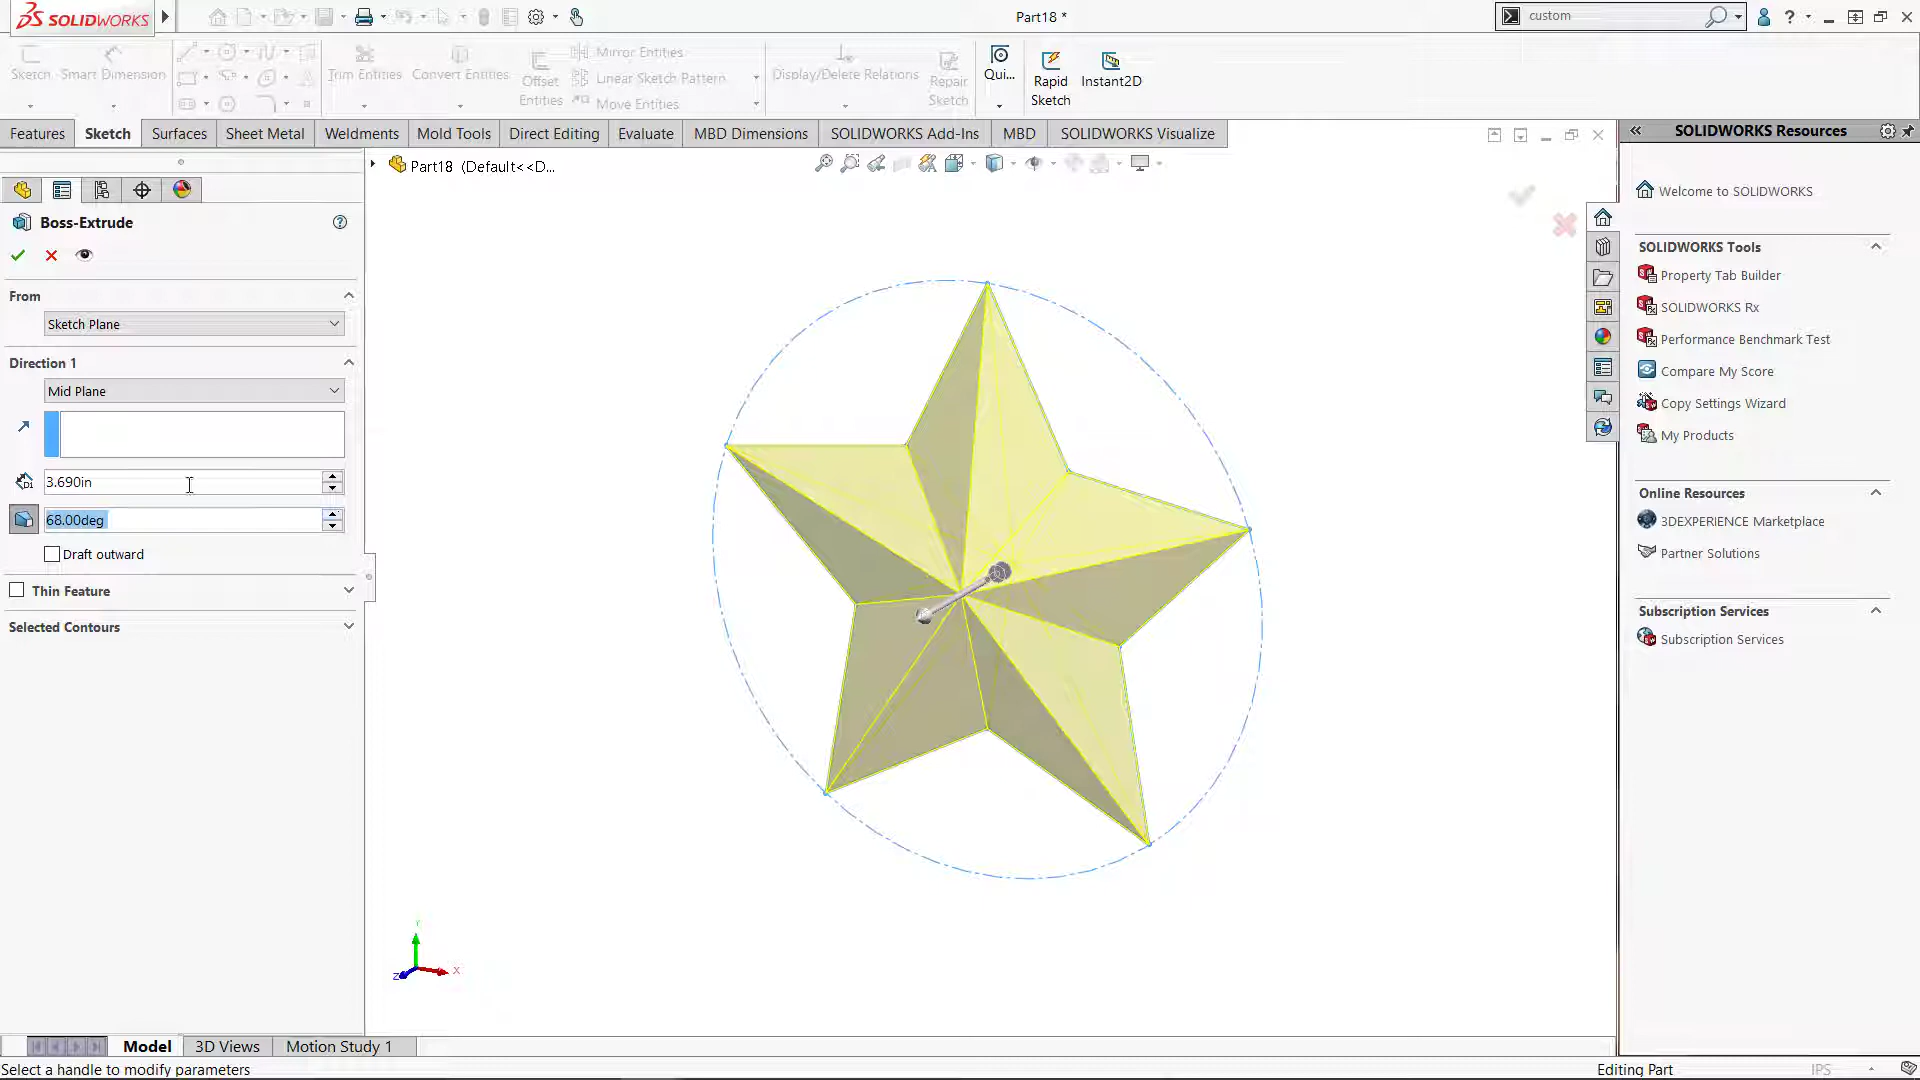 SOLIDWORKS
Part18 *
custom
Sketch
Smart Dimension
Trim Entities
Convert Entities
Offset
Entities
Mirror Entities
Linear Sketch Pattern
Move Entities
Display/Delete Relations
Repair
Sketch
Qui...
Rapid
Sketch
Instant2D
Features
Sketch
Surfaces
Sheet Metal
Weldments
Mold Tools
Direct Editing
Evaluate
MBD Dimensions
SOLIDWORKS Add-Ins
MBD
SOLIDWORKS Visualize
SOLIDWORKS Resources
Part18 (Default<<D...
Boss-Extrude
From
Sketch Plane
Direction 1
Mid Plane
3.690in
68.00deg
Draft outward
Thin Feature
Selected Contours
Welcome to SOLIDWORKS
SOLIDWORKS Tools
Property Tab Builder
SOLIDWORKS Rx
Performance Benchmark Test
Compare My Score
Copy Settings Wizard
My Products
Online Resources
3DEXPERIENCE Marketplace
Partner Solutions
Subscription Services
Subscription Services
Y
X
Z
Model
3D Views
Motion Study 1
Select a handle to modify parameters
Editing Part
IPS